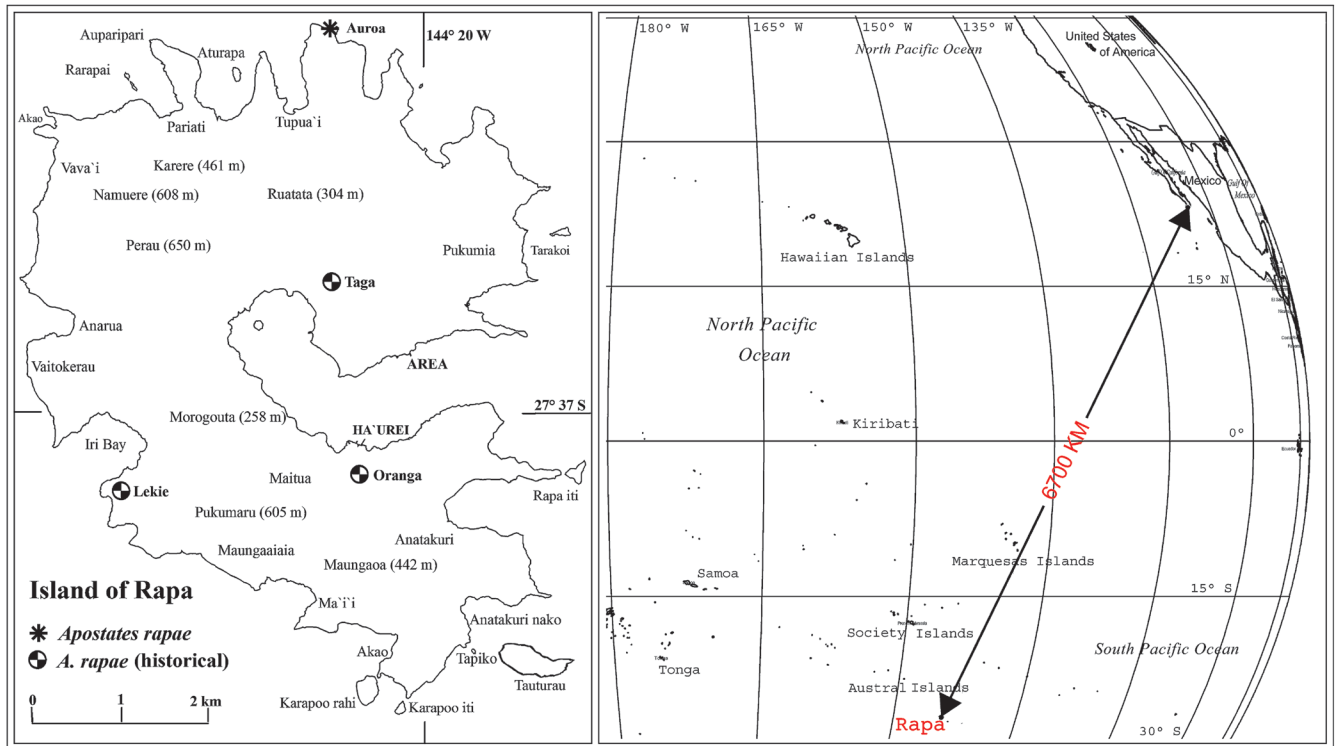 Auroa
144° 20 W
Auparipari
Aturapa
Rarapai
Akao
Pariati
Tupua`i
Vava`i
Karere (461 m)
Namuere (608 m)
Ruatata (304 m)
Perau (650 m)
Pukumia
Tarakoi
Taga
Anarua
AREA
Vaitokerau
27° 37 S
Morogouta (258 m)
HA`UREI
Iri Bay
Maitua
Oranga
Lekie
Rapa iti
Pukumaru (605 m)
Anatakuri
Maungaaiaia
Maungaoa (442 m)
Island of Rapa
Ma`i`i
Apostates rapae
Anatakuri nako
A. rapae (historical)
Akao
Tapiko
Tauturau
0 1 2 km
Karapoo rahi
Karapoo iti
180° W
165° W
150° W
135° W
United States
of America
North Pacific Ocean
Mexico
Gulf Of
Mexico
Hawaiian Islands
15° N
North Pacific
Ocean
Kiribati
0°
6700 KM
Marquesas Islands
Samoa
15° S
Society Islands
South Pacific Ocean
Tonga
Austral Islands
Rapa
30° S